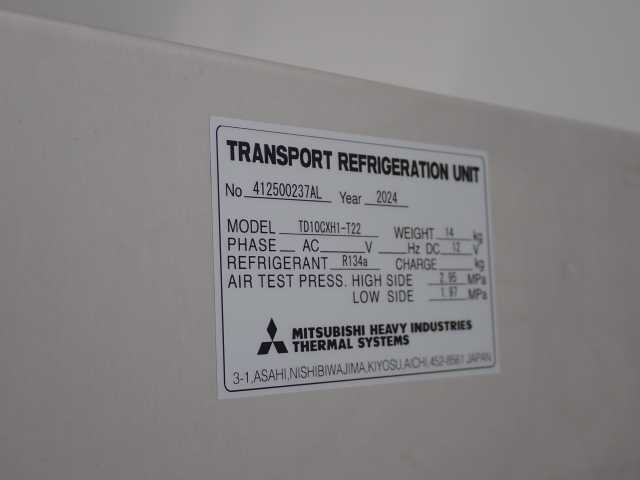 TRANSPORT REFRIGERATION UNIT
No 412500237AL Year 2024
MODEL TD10CXH1-T22 WEIGHT 14 kg
PHASE AC V Hz DC 12 V
REFRIGERANT R134a CHARGE kg
AIR TEST PRESS. HIGH SIDE 2.95 MPa
LOW SIDE 1.97 MPa
MITSUBISHI HEAVY INDUSTRIES
THERMAL SYSTEMS
3-1,ASAHI,NISHIBIWAJIMA,KIYOSU,AICHI,452-8561 JAPAN